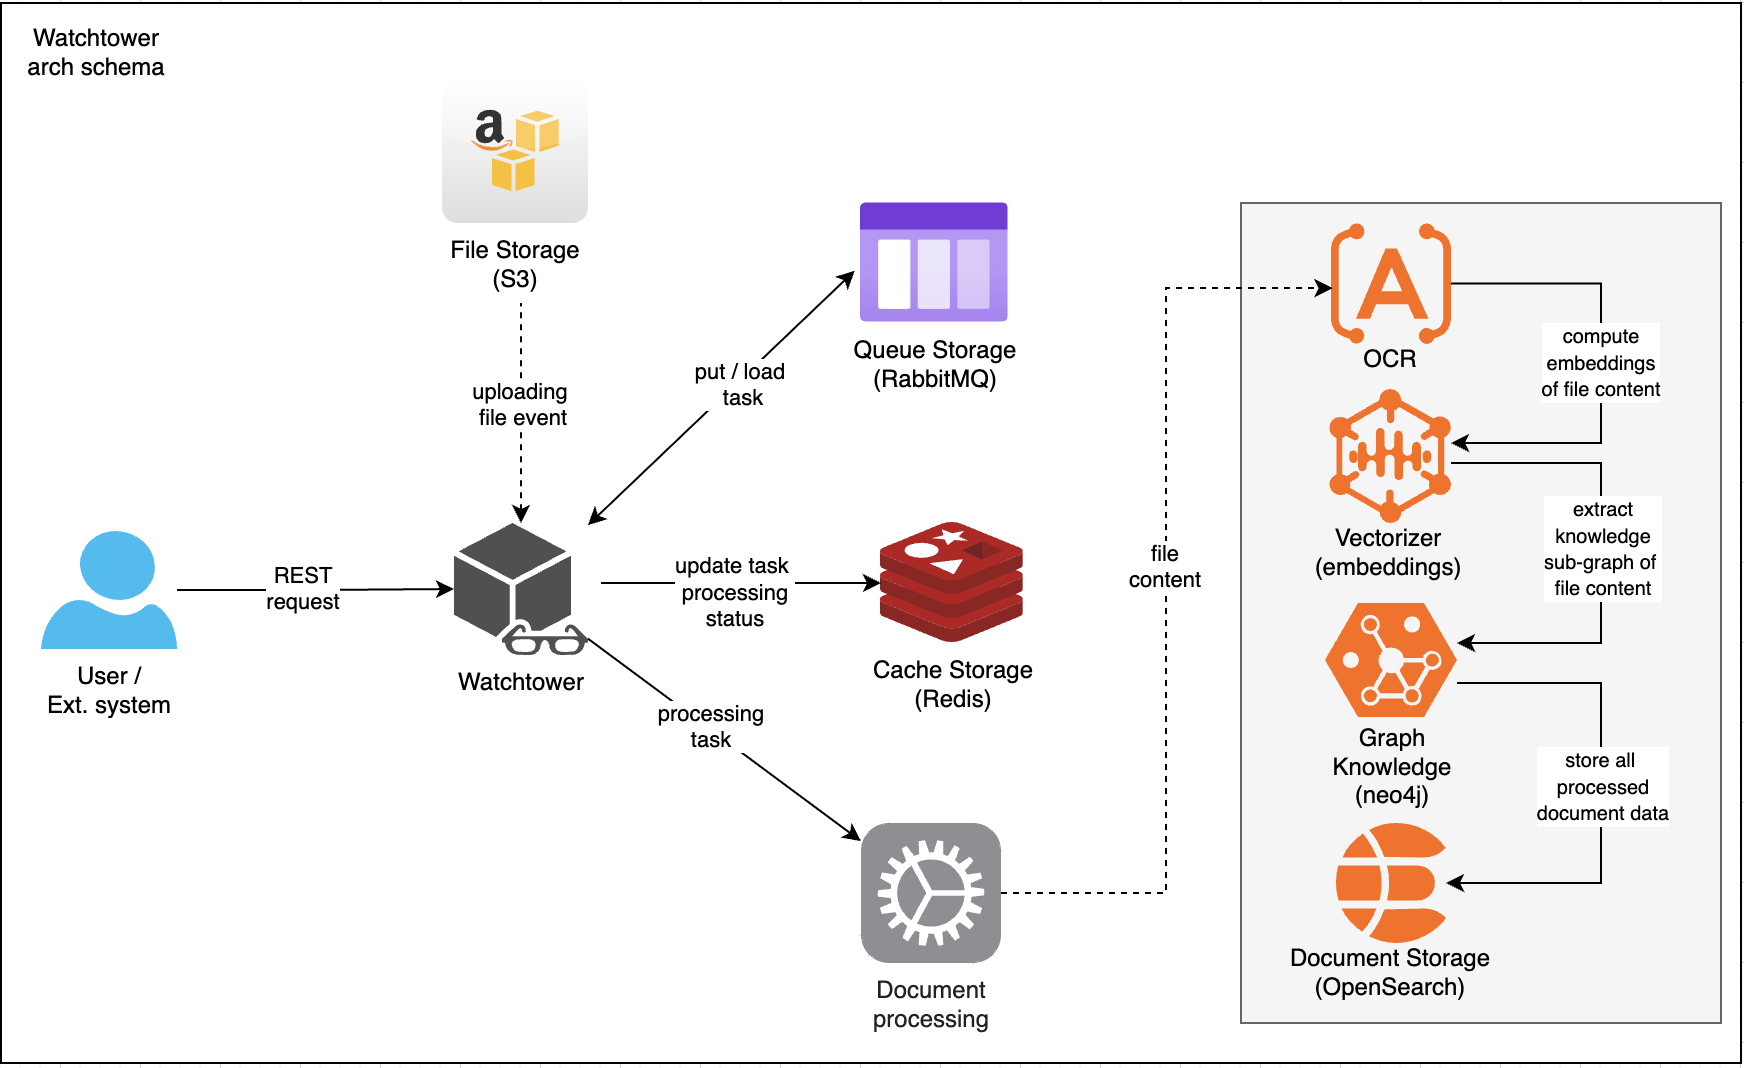 Watchtower
arch schema
a
File Storage
(S3)
uploading
file event
put / load
task
Queue Storage
(RabbitMQ)
REST
request
User /
Ext. system
Watchtower
update task
processing
status
Cache Storage
(Redis)
processing
task
Document
processing
file
content
A
OCR
compute
embeddings
of file content
Vectorizer
(embeddings)
extract
knowledge
sub-graph of
file content
Graph
Knowledge
(neo4j)
store all
processed
document data
Document Storage
(OpenSearch)